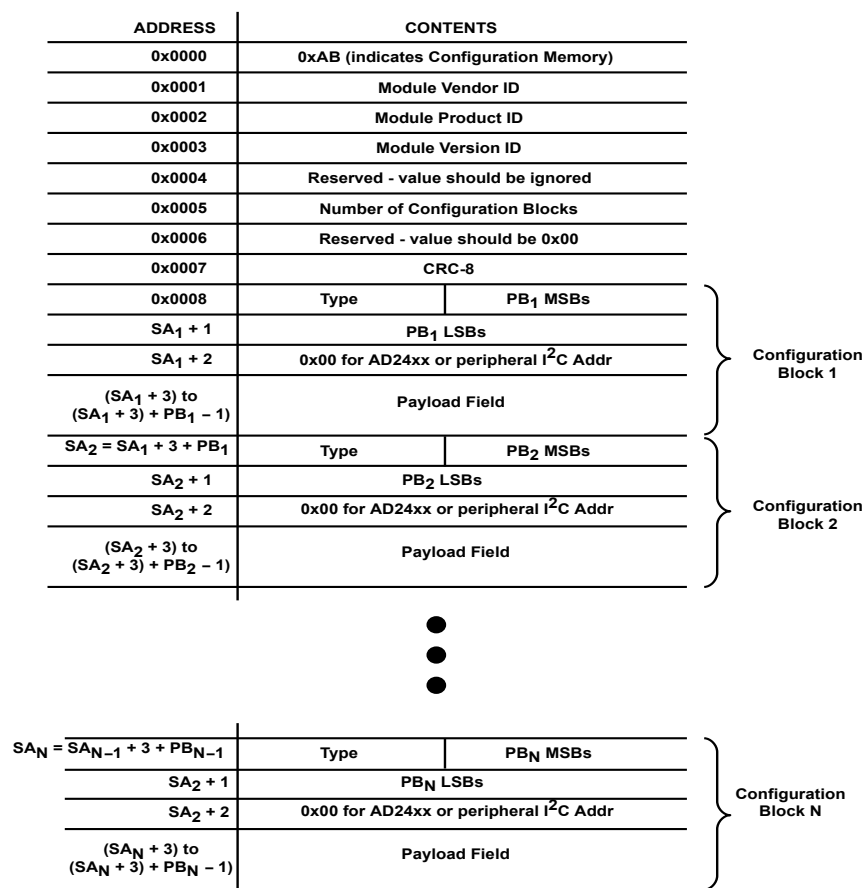 ADDRESS CONTENTS
0x0000 0xAB (indicates Configuration Memory)
0x0001 Module Vendor ID
0x0002 Module Product ID
0x0003 Module Version ID
0x0004 Reserved - value should be ignored
0x0005 Number of Configuration Blocks
0x0006 Reserved - value should be 0x00
0x0007 CRC-8
0x0008 Type PB1 MSBs
SA1 + 1 PB1 LSBs
SA1 + 2 0x00 for AD24xx or peripheral I2C Addr
(SA1 + 3) to
(SA1 + 3) + PB1 – 1) Payload Field
Configuration
Block 1
SA2 = SA1 + 3 + PB1 Type PB2 MSBs
SA2 + 1 PB2 LSBs
SA2 + 2 0x00 for AD24xx or peripheral I2C Addr
(SA2 + 3) to
(SA2 + 3) + PB2 – 1) Payload Field
Configuration
Block 2
SAN = SAN–1 + 3 + PBN–1 Type PBN MSBs
SA2 + 1 PBN LSBs
SA2 + 2 0x00 for AD24xx or peripheral I2C Addr
(SAN + 3) to
(SAN + 3) + PBN – 1) Payload Field
Configuration
Block N